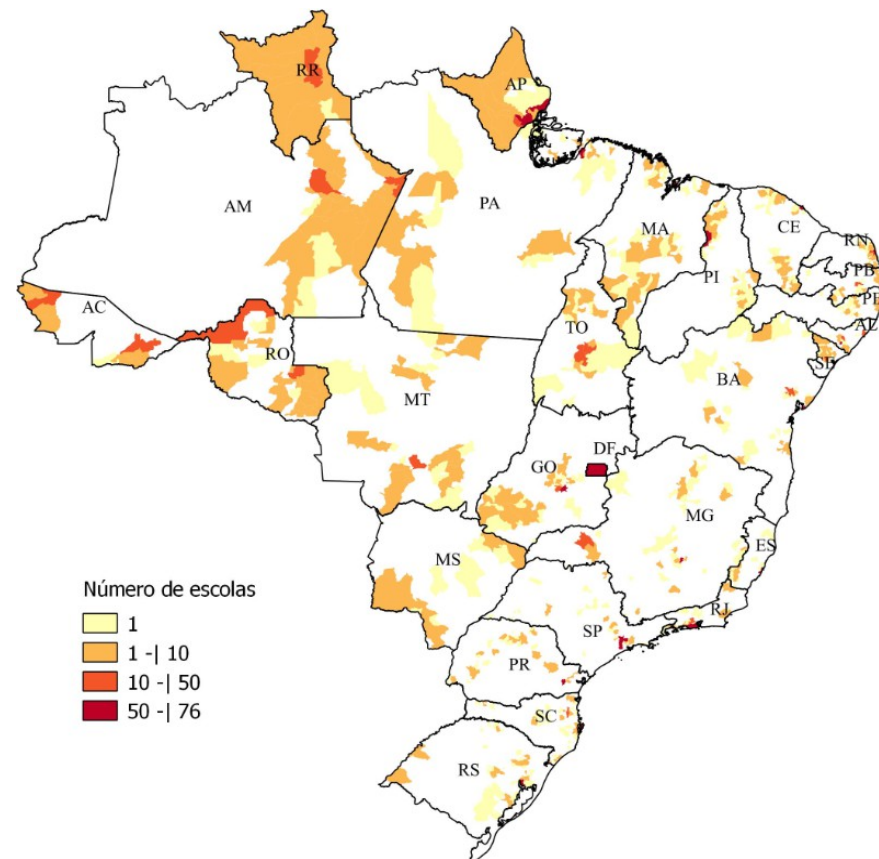 RR
AP
AM
PA
MA
CE
RN
PB
PE
AL
SE
PI
AC
TO
RO
BA
MT
DF
GO
MG
ES
MS
RJ
SP
PR
SC
RS
Número de escolas
1
1 -| 10
10 -| 50
50 -| 76